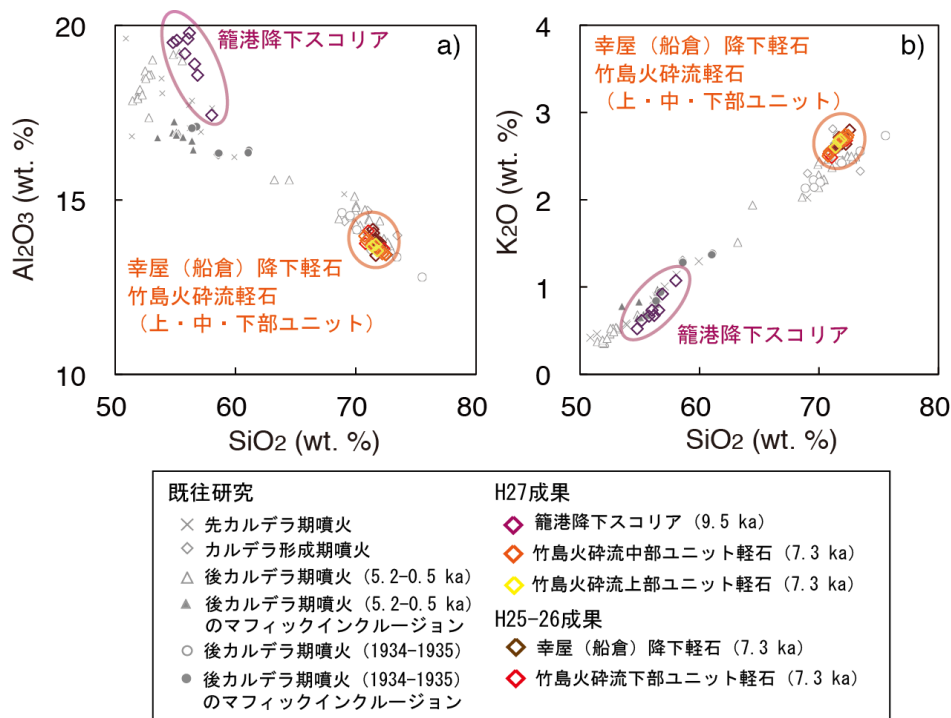 20
15
10
Al2O3 (wt. %)
籠港降下スコリア
a)
幸屋（船倉）降下軽石
竹島火砕流軽石
（上・中・下部ユニット）
50
60
70
80
SiO2 (wt. %)
4
3
2
1
0
K2O (wt. %)
幸屋（船倉）降下軽石
b)
竹島火砕流軽石
（上・中・下部ユニット）
籠港降下スコリア
50
60
70
80
SiO2 (wt. %)
既往研究
先カルデラ期噴火
カルデラ形成期噴火
後カルデラ期噴火（5.2-0.5 ka）
後カルデラ期噴火（5.2-0.5 ka）
のマフィックインクルージョン
後カルデラ期噴火（1934-1935）
後カルデラ期噴火（1934-1935）
のマフィックインクルージョン
H27成果
籠港降下スコリア（9.5 ka）
竹島火砕流中部ユニット軽石（7.3 ka）
竹島火砕流上部ユニット軽石（7.3 ka）
H25-26成果
幸屋（船倉）降下軽石（7.3 ka）
竹島火砕流下部ユニット軽石（7.3 ka）